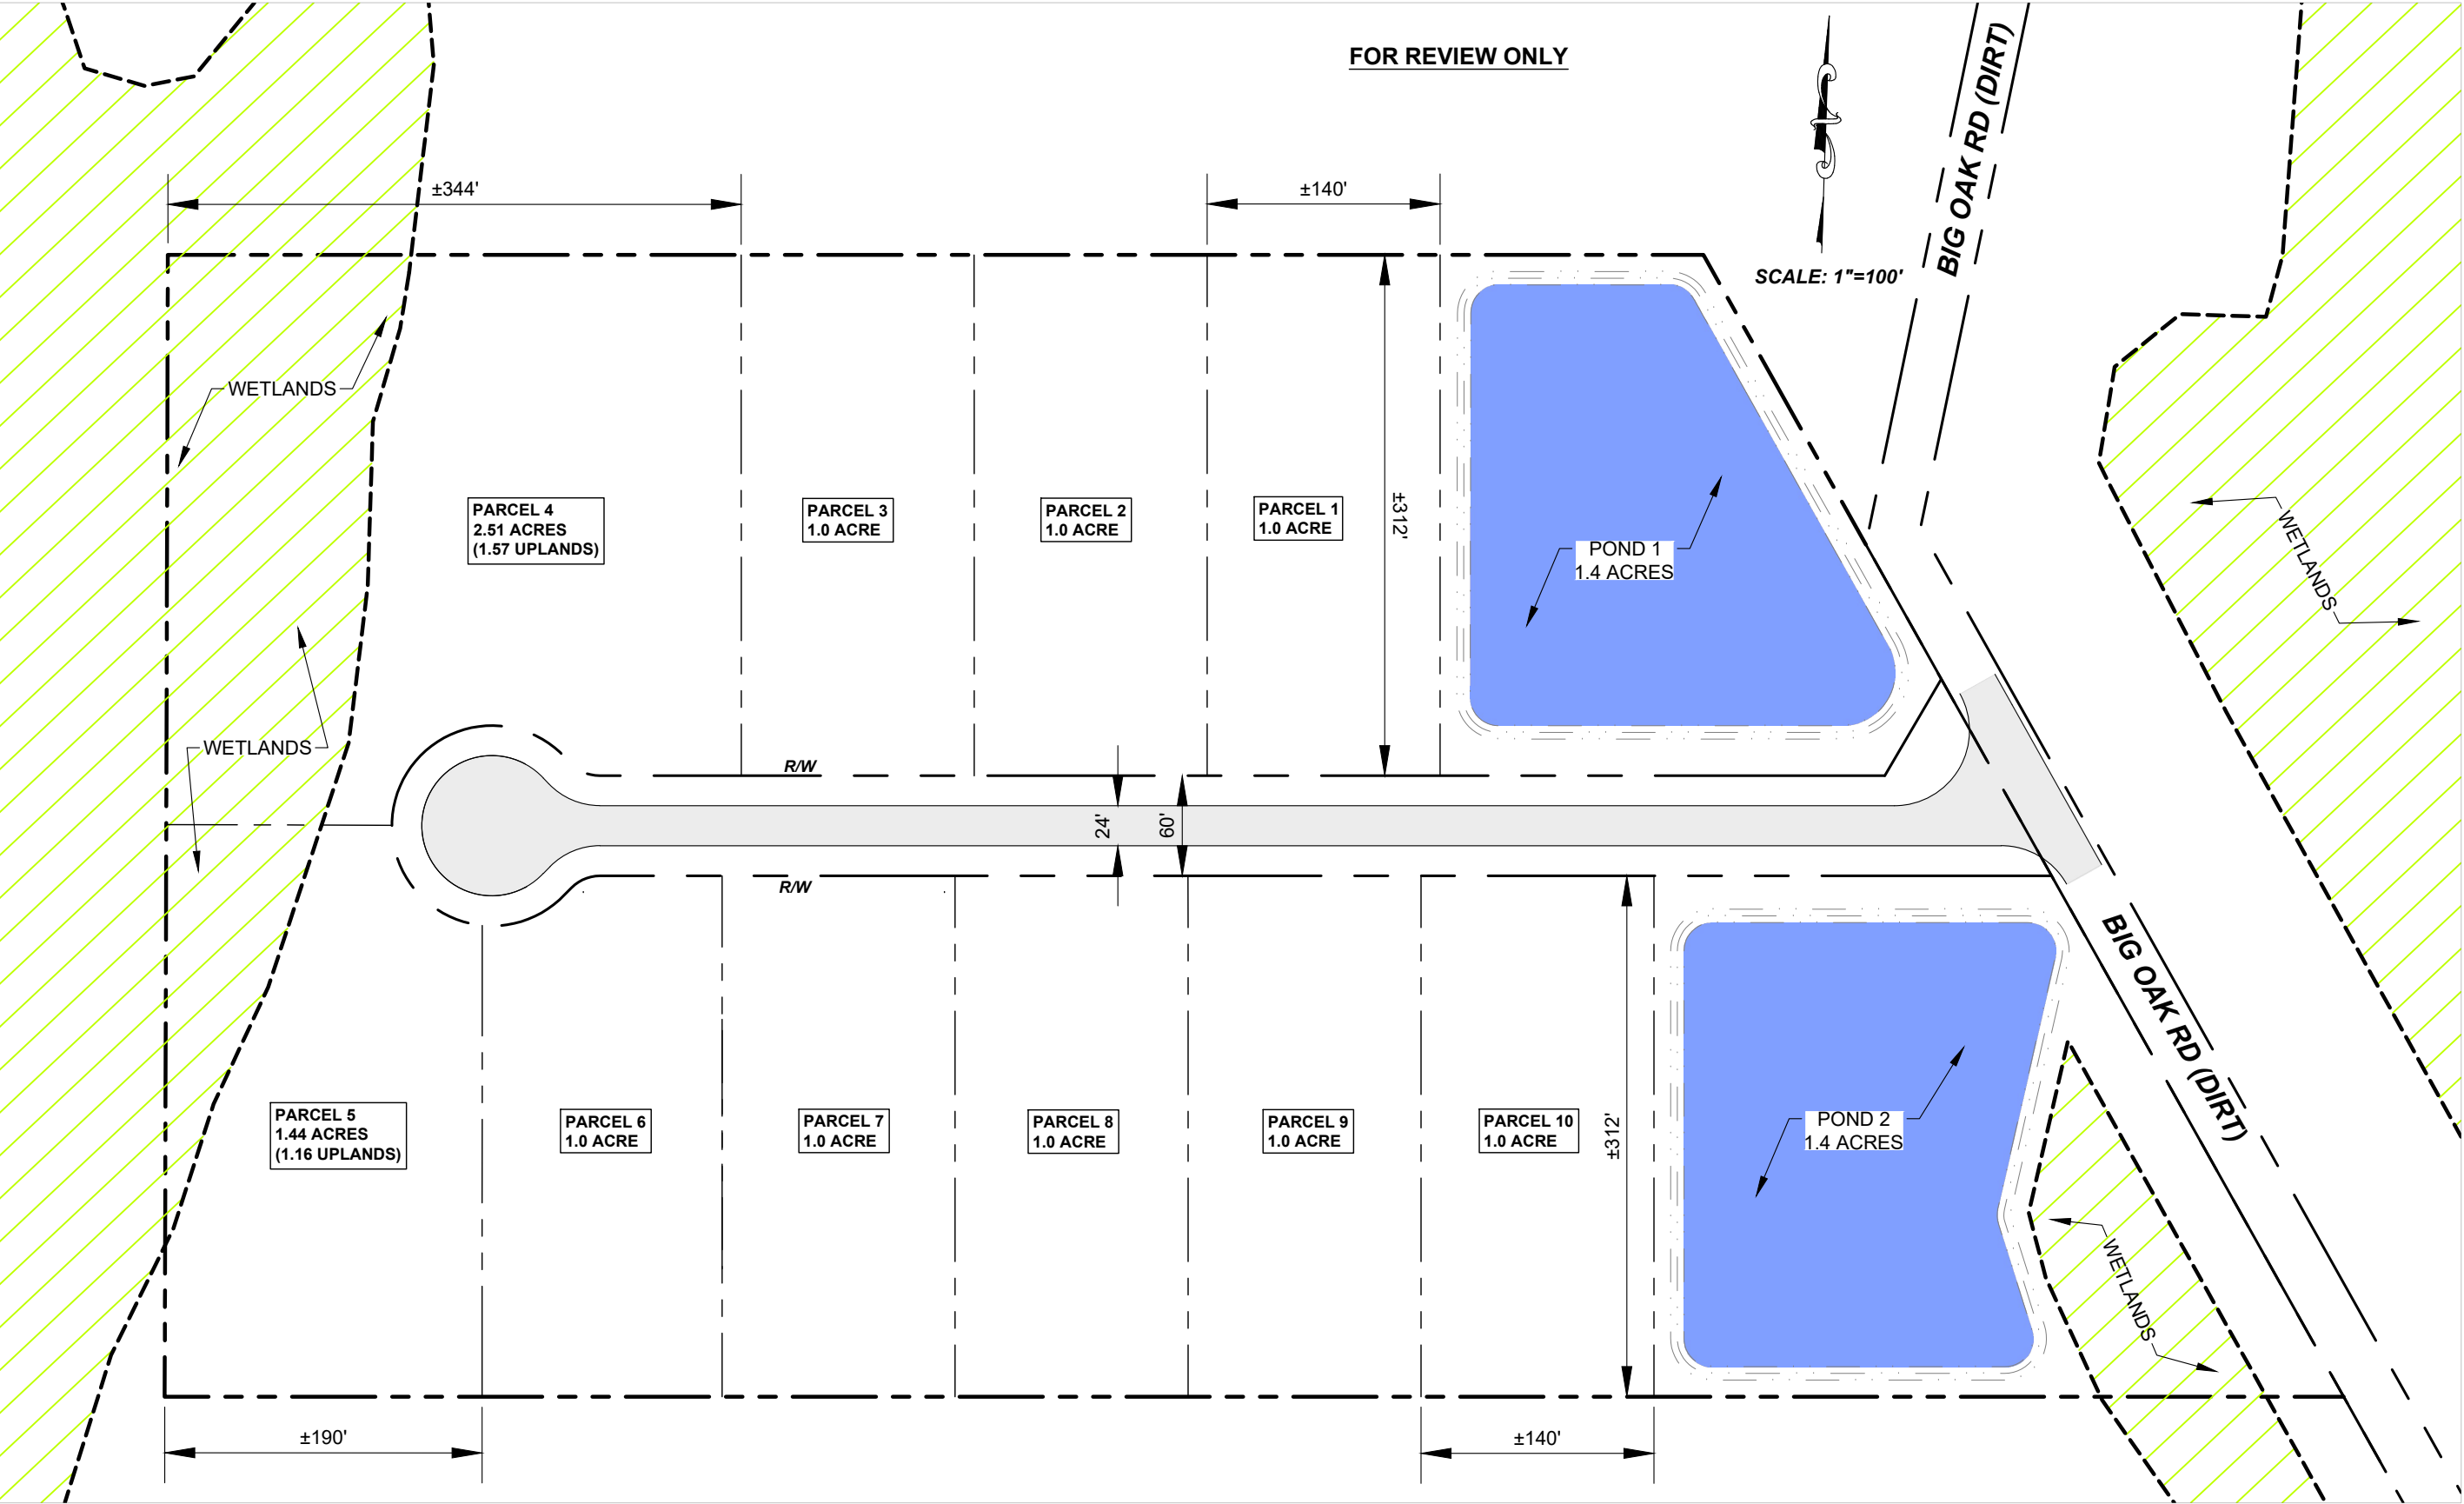 FOR REVIEW ONLY
BIG OAK RD (DIRT)
±344'
±140'
SCALE: 1"=100'
WETLANDS
PARCEL 4
2.51 ACRES
(1.57 UPLANDS)
PARCEL 3
1.0 ACRE
PARCEL 2
1.0 ACRE
PARCEL 1
1.0 ACRE
±312'
POND 1
1.4 ACRES
WETLANDS
WETLANDS
R/W
24'
60'
R/W
BIG OAK RD (DIRT)
PARCEL 5
1.44 ACRES
(1.16 UPLANDS)
PARCEL 6
1.0 ACRE
PARCEL 7
1.0 ACRE
PARCEL 8
1.0 ACRE
PARCEL 9
1.0 ACRE
PARCEL 10
1.0 ACRE
±312'
POND 2
1.4 ACRES
WETLANDS
±190'
±140'